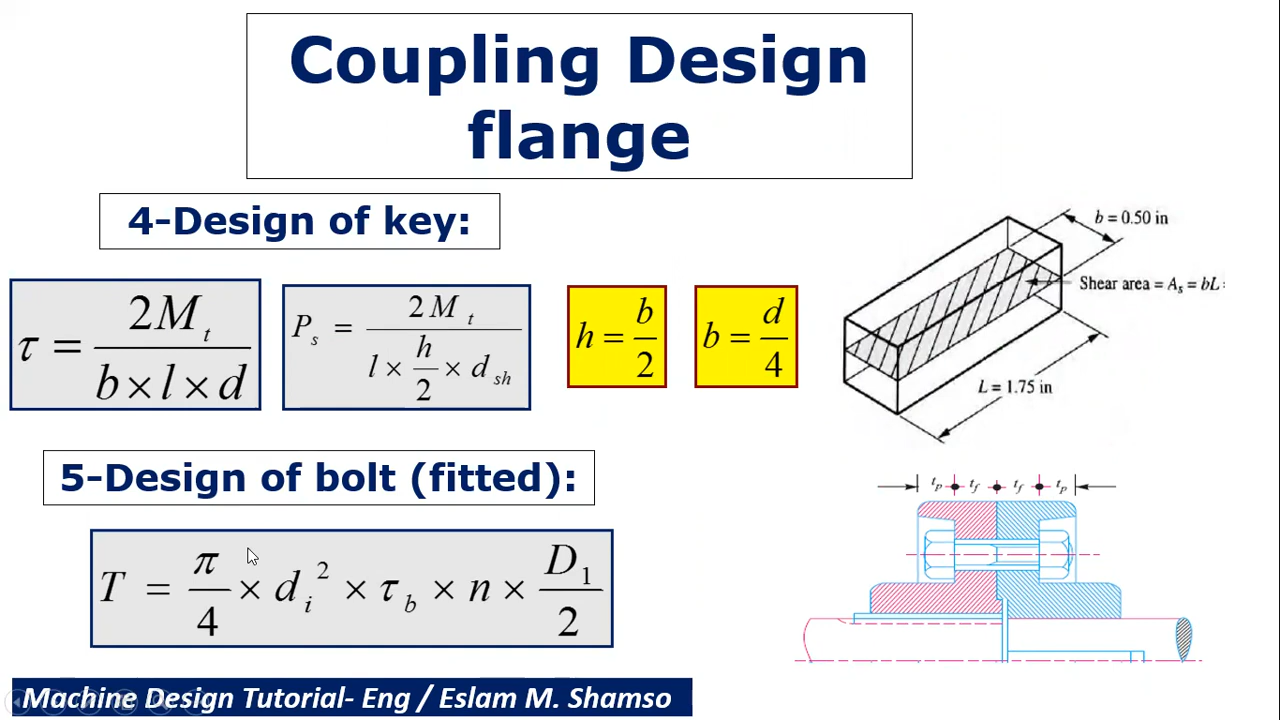 Coupling Design
flange
4-Design of key:
τ = 2M_t / (b × l × d)
P_s = 2M_t / (l × h/2 × d_sh)
h = b/2
b = d/4
b = 0.50 in
Shear area = A_s = bL
L = 1.75 in
5-Design of bolt (fitted):
T = π/4 × d_i² × τ_b × n × D_1/2
t_p t_f t_f t_p
Machine Design Tutorial- Eng / Eslam M. Shamso